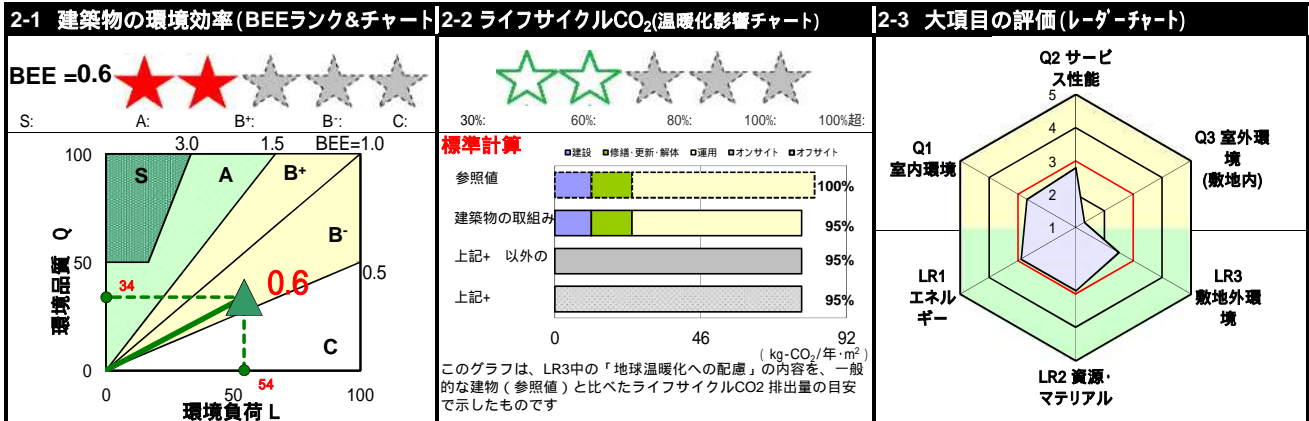 2-1 建築物の環境効率(BEEランク&チャート
2-2 ライフサイクルCO2(温暖化影響チャート)
2-3 大項目の評価(レーダーチャート)
BEE =0.6
S: A: B+: B-: C:
3.0 1.5 BEE=1.0
100
S
A
B+
B-
50
0.5
34
0.6
C
0
54
0 50 100
環境品質 Q
環境負荷 L
30%: 60%: 80%: 100%: 100%超:
標準計算
■建設 ■修繕・更新・解体 □運用 ■オンサイト ■オフサイト
参照値
100%
建築物の取組み
95%
上記+ 以外の
95%
上記+
95%
0 46 92
( kg-CO2/年・m2 )
このグラフは、LR3中の「地球温暖化への配慮」の内容を、一般
的な建物(参照値)と比べたライフサイクルCO2 排出量の目安
で示したものです
Q2 サービ
ス性能
5
4
3
2
1
Q1
室内環境
Q3 室外環
境
(敷地内)
LR1
エネル
ギー
LR3
敷地外環
境
LR2 資源・
マテリアル